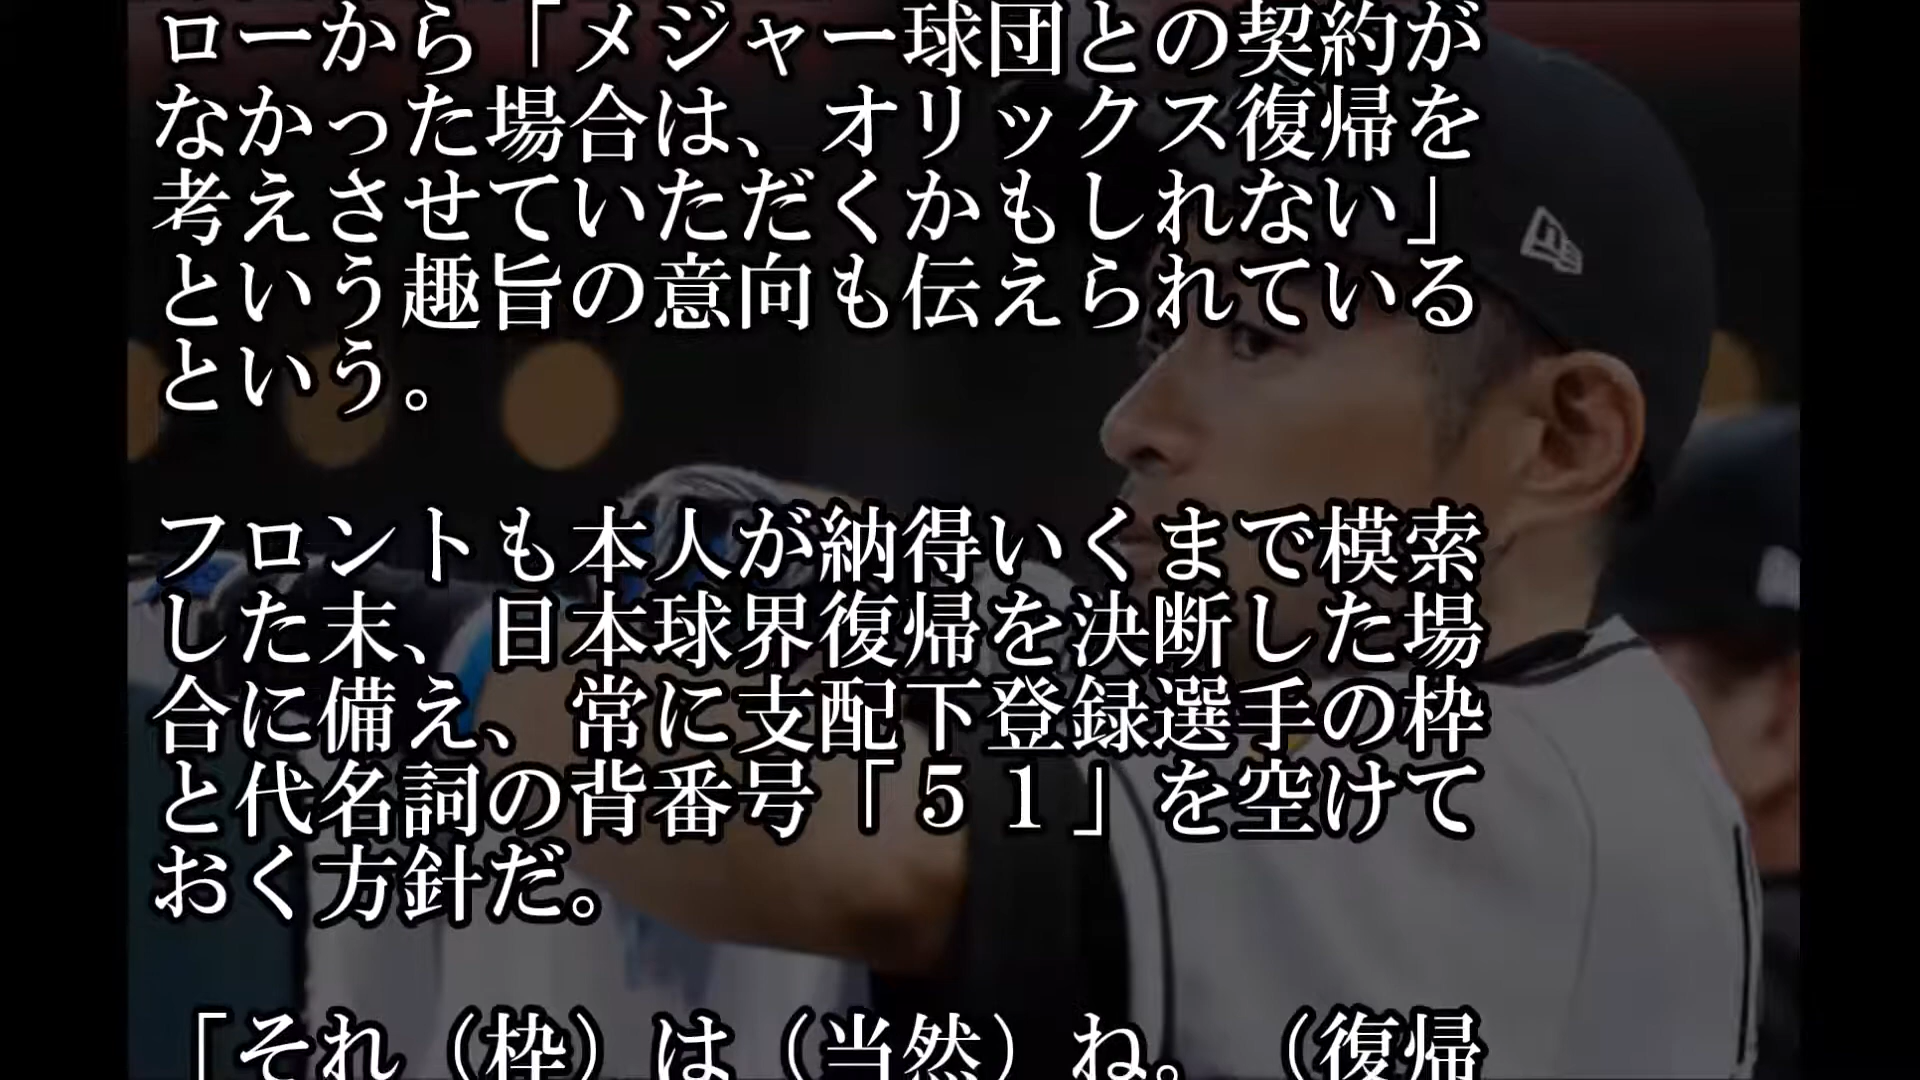 ローから「メジャー球団との契約が
なかった場合は、オリックス復帰を
考えさせていただくかもしれない」
という趣旨の意向も伝えられている
という。
フロントも本人が納得いくまで模索
した末、日本球界復帰を決断した場
合に備え、常に支配下登録選手の枠
と代名詞の背番号「５１」を空けて
おく方針だ。
「それ（枠）は（当然）ね。（復帰